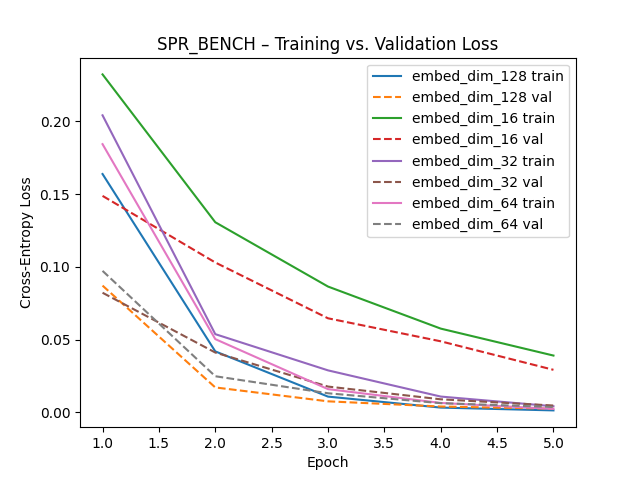 SPR_BENCH – Training vs. Validation Loss
embed_dim_128 train
embed_dim_128 val
embed_dim_16 train
embed_dim_16 val
embed_dim_32 train
embed_dim_32 val
embed_dim_64 train
embed_dim_64 val
Cross-Entropy Loss
0.20
0.15
0.10
0.05
0.00
1.0 1.5 2.0 2.5 3.0 3.5 4.0 4.5 5.0
Epoch